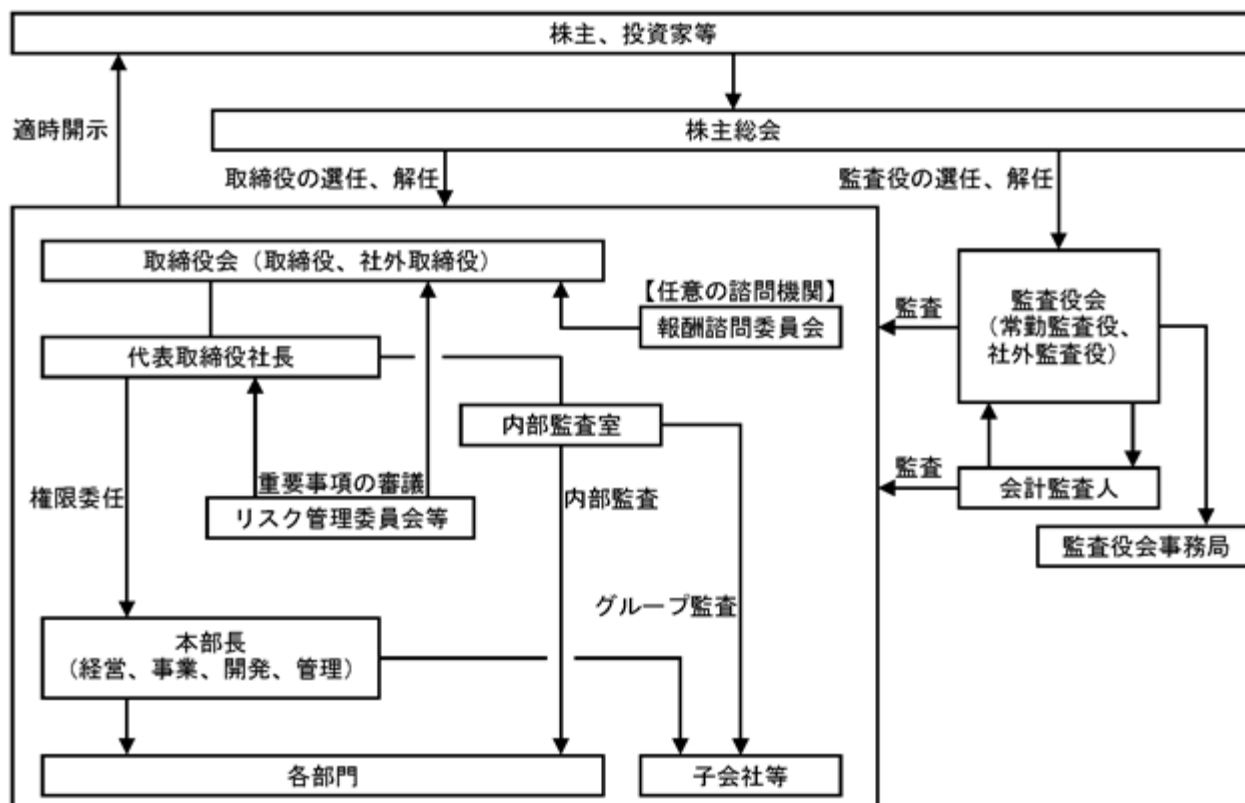 株主、投資家等
適時開示
株主総会
取締役の選任、解任
監査役の選任、解任
取締役会（取締役、社外取締役）
【任意の諮問機関】
報酬諮問委員会
監査
監査役会
（常勤監査役、
社外監査役）
代表取締役社長
内部監査室
監査
会計監査人
重要事項の審議
リスク管理委員会等
権限委任
内部監査
監査役会事務局
グループ監査
本部長
（経営、事業、開発、管理）
各部門
子会社等